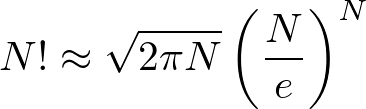 N! ≈ √(2πN) (N/e)^N